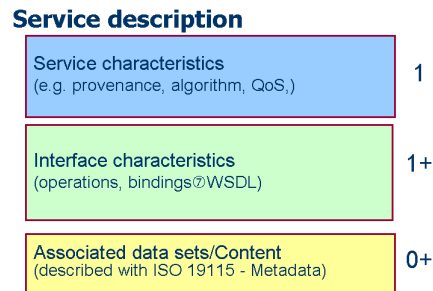 Service description
Service characteristics
(e.g. provenance, algorithm, QoS,)
1
Interface characteristics
(operations, bindings⑦WSDL)
1+
Associated data sets/Content
(described with ISO 19115 - Metadata)
0+